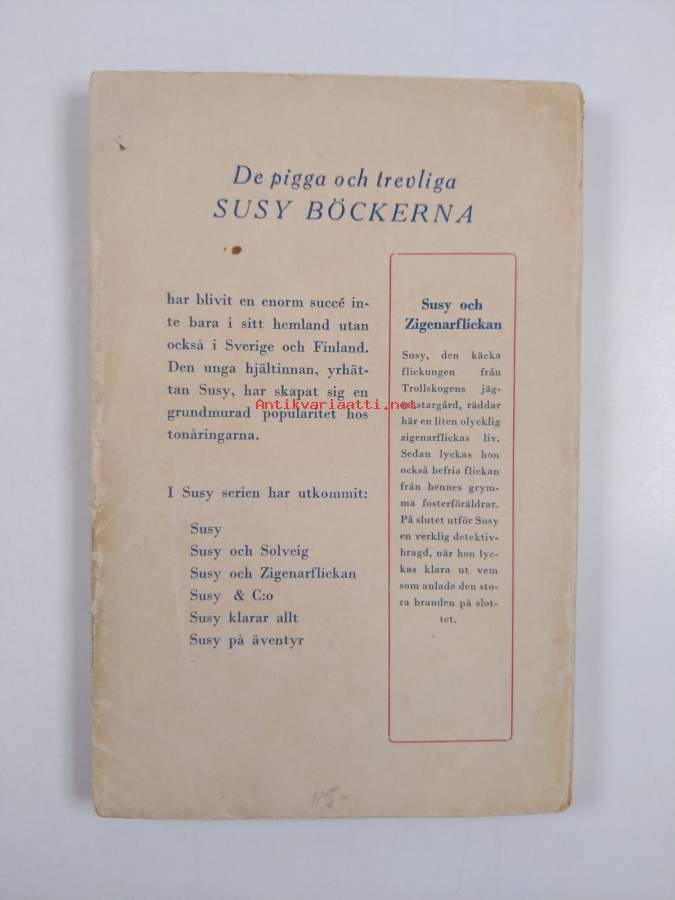 De pigga och trevliga
SUSY BÖCKERNA
har blivit en enorm succé in-
te bara i sitt hemland utan
också i Sverige och Finland.
Den unga hjältinnan, yrhät-
tan Susy, har skapat sig en
grundmurad popularitet hos
tonåringarna.
I Susy serien har utkommit:
Susy
Susy och Solveig
Susy och Zigenarflickan
Susy & C:o
Susy klarar allt
Susy på äventyr
Susy och
Zigenarflickan
Susy, den käcka
flickungen från
Trollskogens jäg-
mästargård, räddar
här en liten olycklig
zigenarflickas liv.
Sedan lyckas hon
också befria flickan
från hennes grym-
ma fosterföräldrar.
På slutet utför Susy
en verklig detektiv-
bragd, när hon lyc-
kas klara ut vem
som anlade den sto-
ra branden på slot-
tet.
Antikvariaatti.net